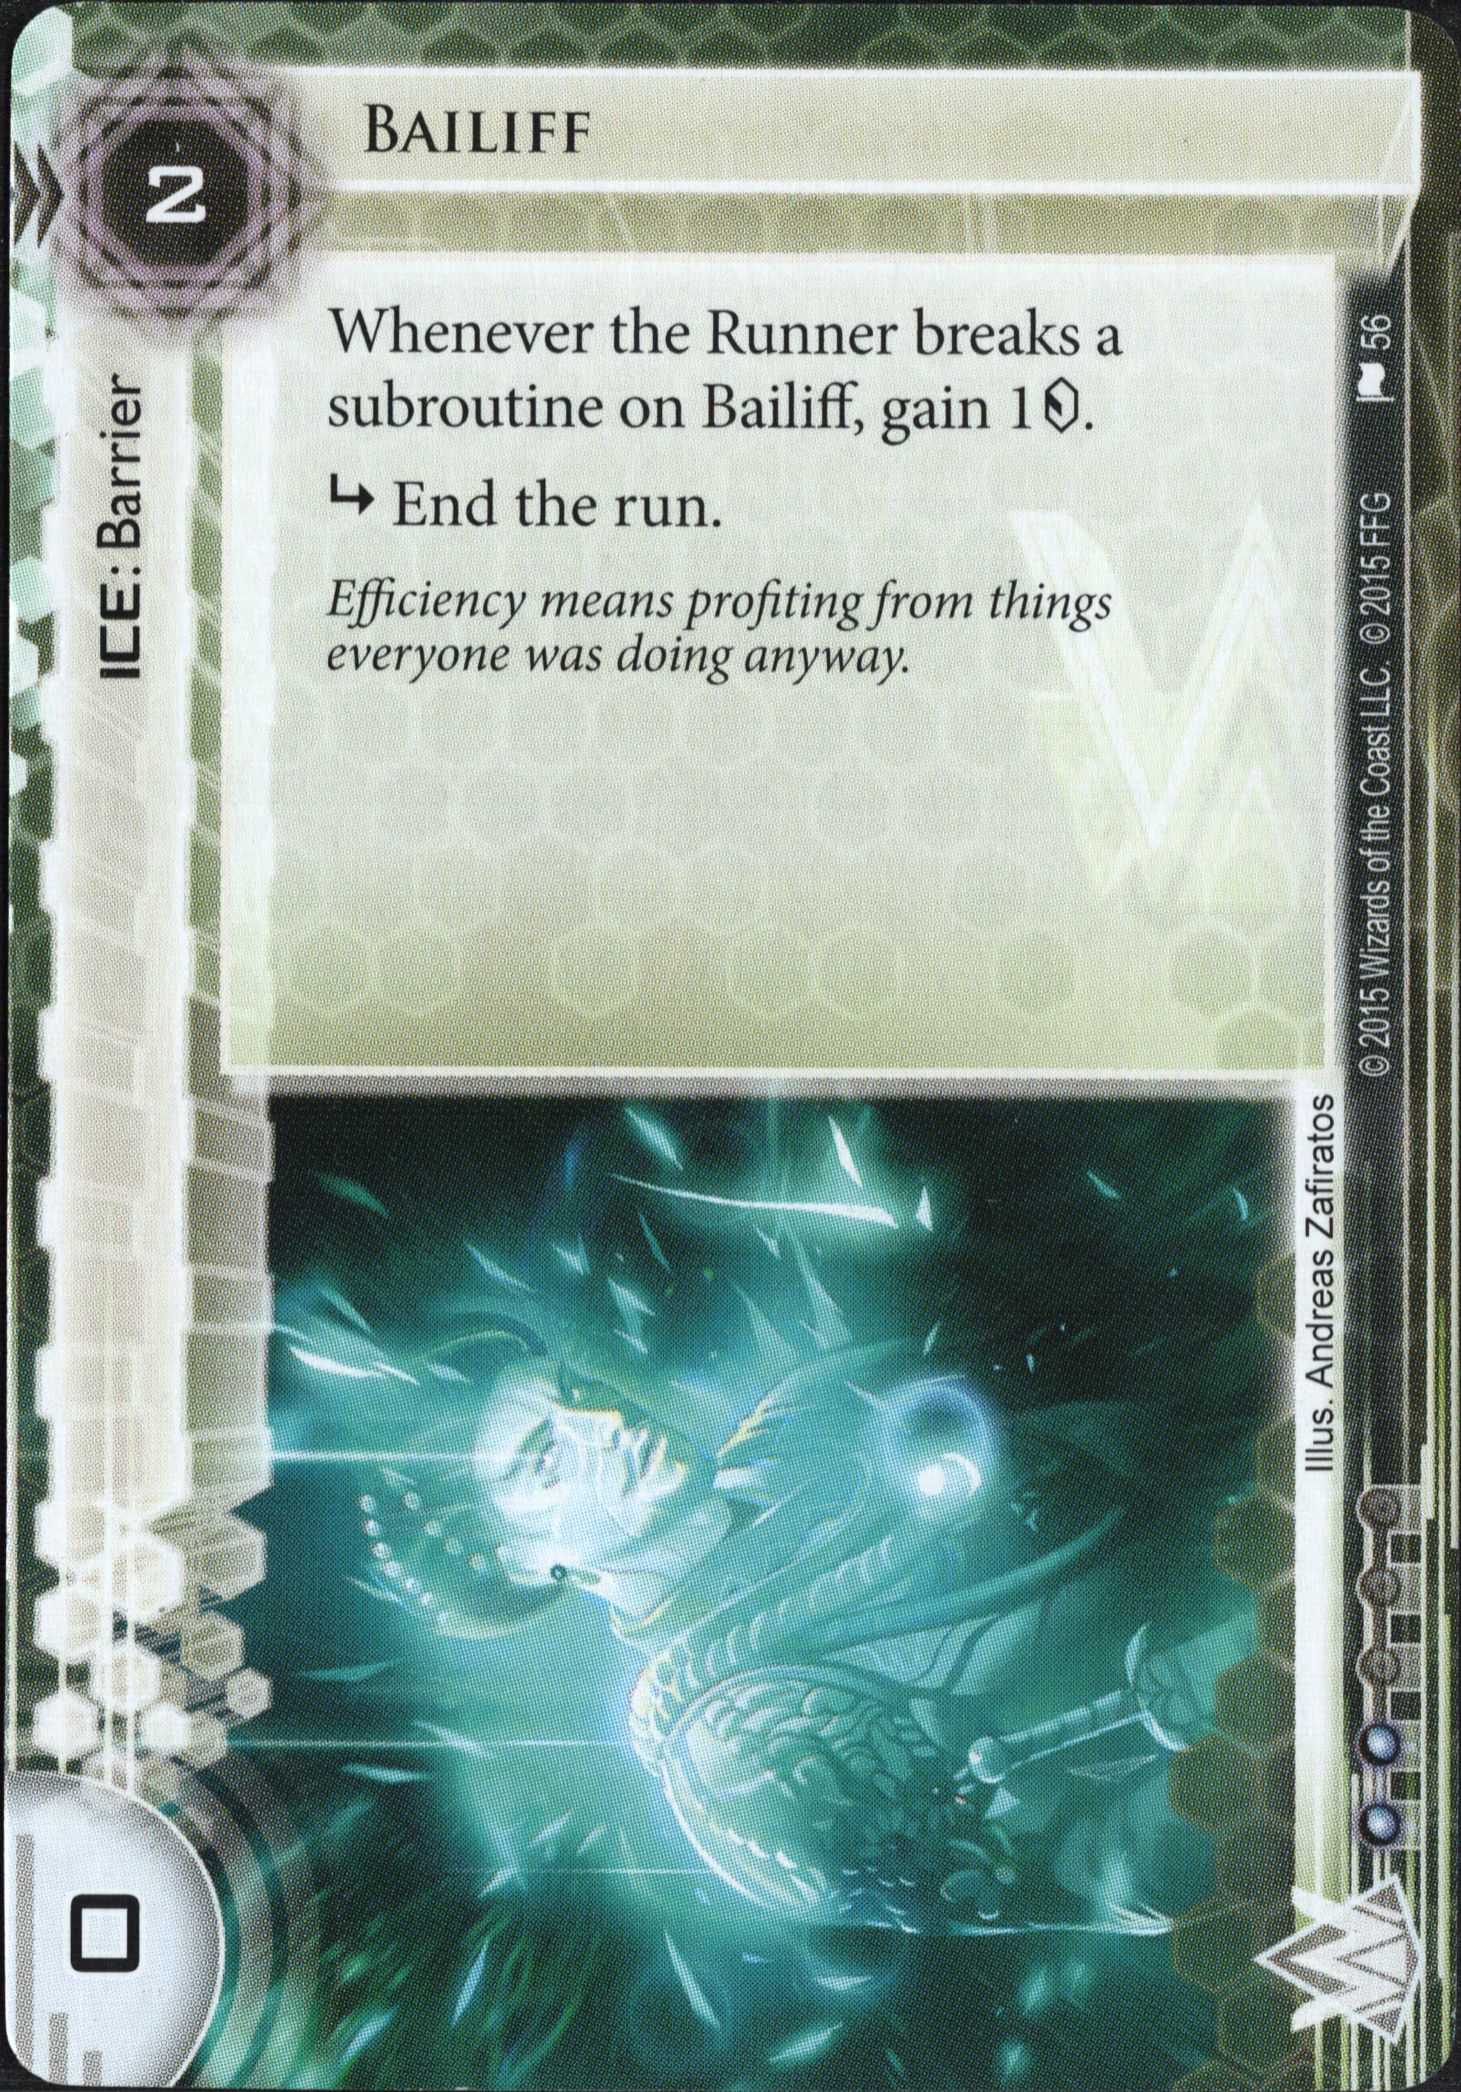 BAILIFF
2
ICE: Barrier
Whenever the Runner breaks a
subroutine on Bailiff, gain 1.
End the run.
Efficiency means profiting from things
everyone was doing anyway.
56
© 2015 Wizards of the Coast LLC. © 2015 FFG
Illus. Andreas Zafiratos
0